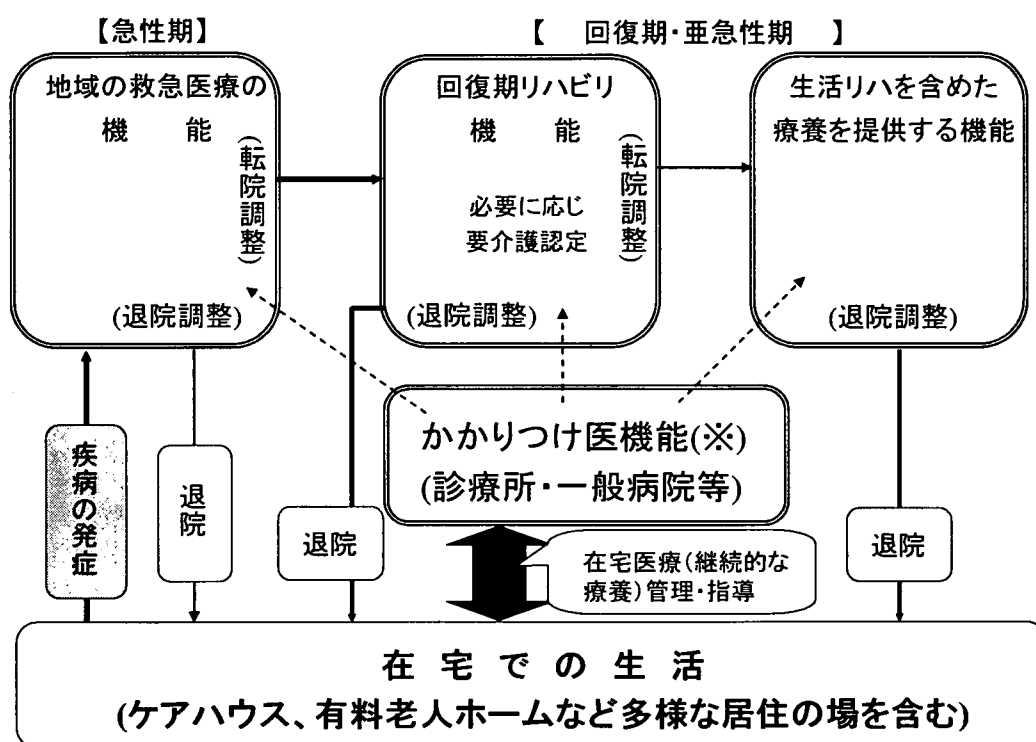 【急性期】
【　回復期・亜急性期　】
地域の救急医療の
機　能
(転院調整)
(退院調整)
回復期リハビリ
機　能
必要に応じ
要介護認定
(転院調整)
(退院調整)
生活リハを含めた
療養を提供する機能
(退院調整)
かかりつけ医機能(※)
(診療所・一般病院等)
疾病の発症
退院
退院
在宅医療(継続的な
療養)管理・指導
退院
在宅での生活
(ケアハウス、有料老人ホームなど多様な居住の場を含む)